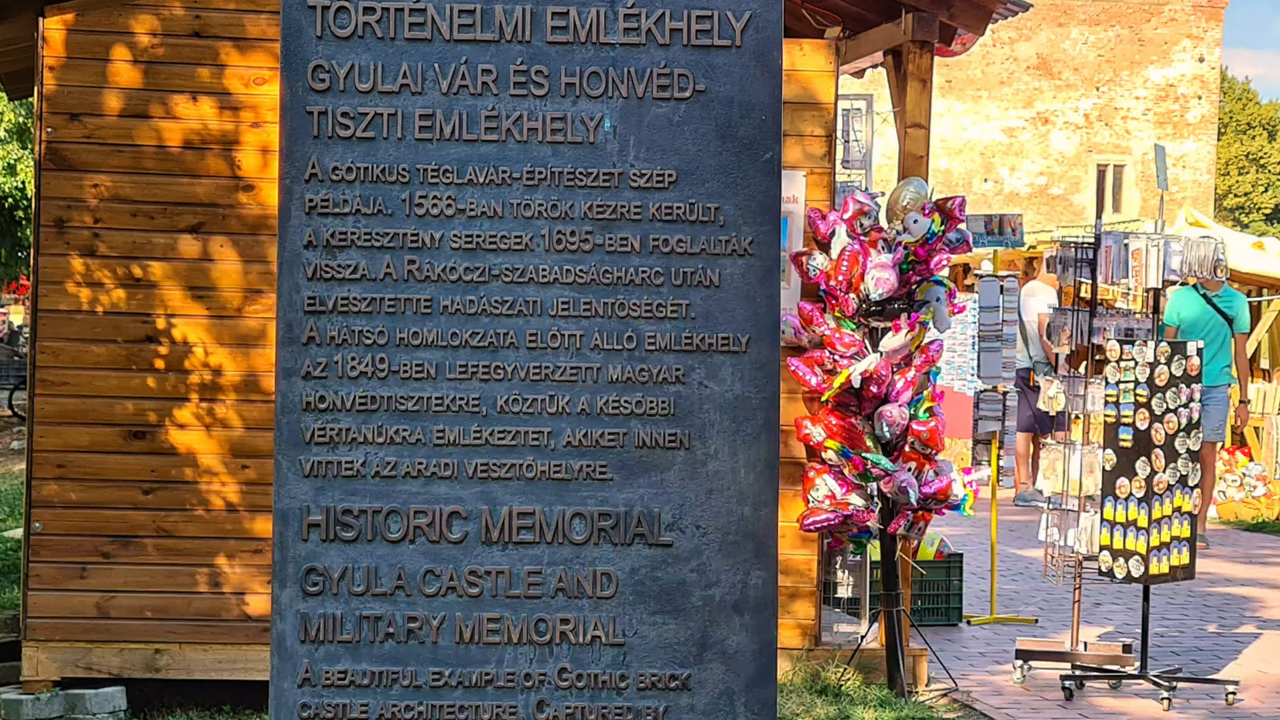 TÖRTÉNELMI EMLÉKHELY
GYULAI VÁR ÉS HONVÉD-
TISZTI EMLÉKHELY
A GÓTIKUS TÉGLAVÁR-ÉPÍTÉSZET SZÉP
PÉLDÁJA. 1566-BAN TÖRÖK KÉZRE KERÜLT,
A KERESZTÉNY SEREGEK 1695-BEN FOGLALTÁK
VISSZA. A RÁKÓCZI-SZABADSÁGHARC UTÁN
ELVESZTETTE HADÁSZATI JELENTŐSÉGÉT.
A HÁTSÓ HOMLOKZATA ELŐTT ÁLLÓ EMLÉKHELY
AZ 1849-BEN LEFEGYVERZETT MAGYAR
HONVÉDTISZTEKRE, KÖZTÜK A KÉSŐBBI
VÉRTANÚKRA EMLÉKEZTET, AKIKET INNEN
VITTEK AZ ARADI VESZTŐHELYRE.
HISTORIC MEMORIAL
GYULA CASTLE AND
MILITARY MEMORIAL
A BEAUTIFUL EXAMPLE OF GOTHIC BRICK
CASTLE ARCHITECTURE. CAPTURED BY